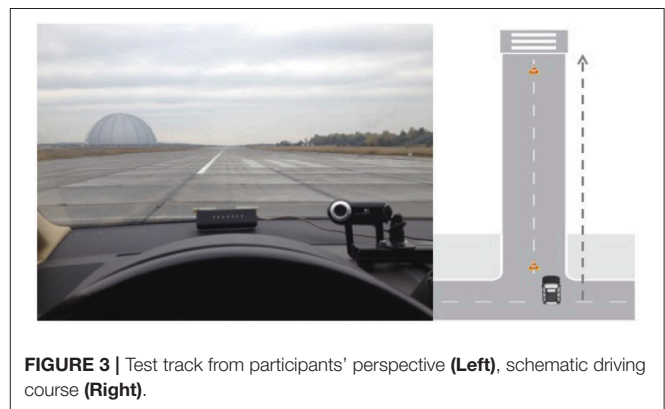 FIGURE 3 | Test track from participants' perspective (Left), schematic driving
course (Right).